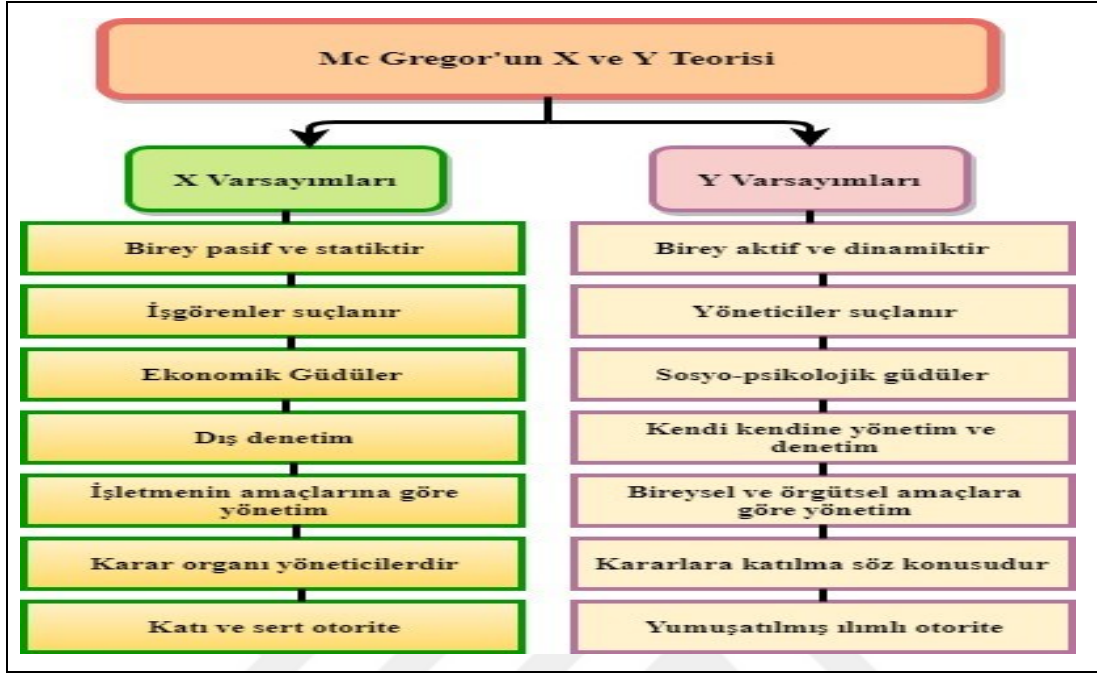 Mc Gregor'un X ve Y Teorisi
X Varsayımları
Birey pasif ve statiktir
İşgörenler suçlanır
Ekonomik Güdüler
Dış denetim
İşletmenin amaçlarına göre
yönetim
Karar organı yöneticilerdir
Katı ve sert otorite
Y Varsayımları
Birey aktif ve dinamiktir
Yöneticiler suçlanır
Sosyo-psikolojik güdüler
Kendi kendine yönetim ve
denetim
Bireysel ve örgütsel amaçlara
göre yönetim
Kararlara katılma söz konusudur
Yumuşatılmış ılımlı otorite